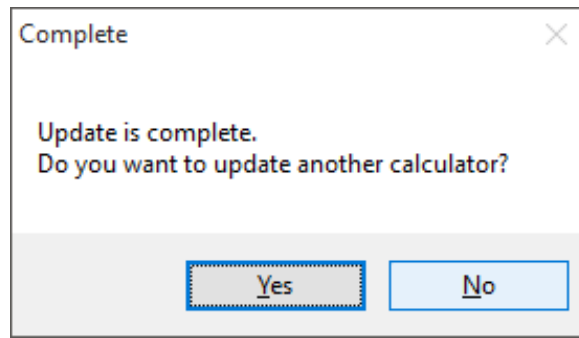 Complete
Update is complete.
Do you want to update another calculator?
Yes No